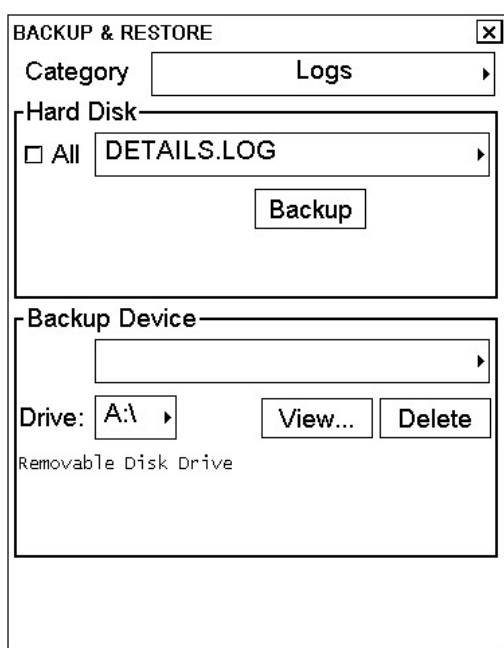 BACKUP & RESTORE
Category Logs
Hard Disk
All DETAILS.LOG
Backup
Backup Device
Drive: A:\ View... Delete
Removable Disk Drive